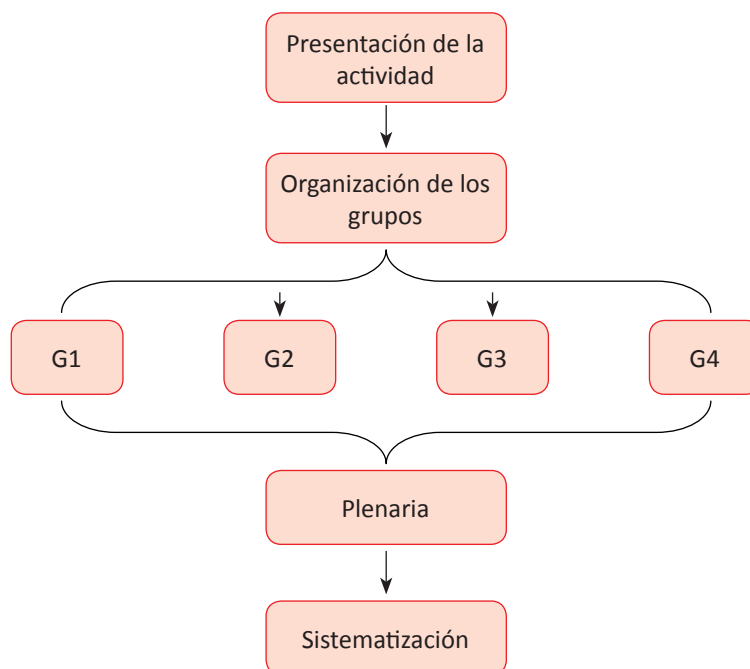 Presentación de la
actividad
Organización de los
grupos
G1
G2
G3
G4
Plenaria
Sistematización